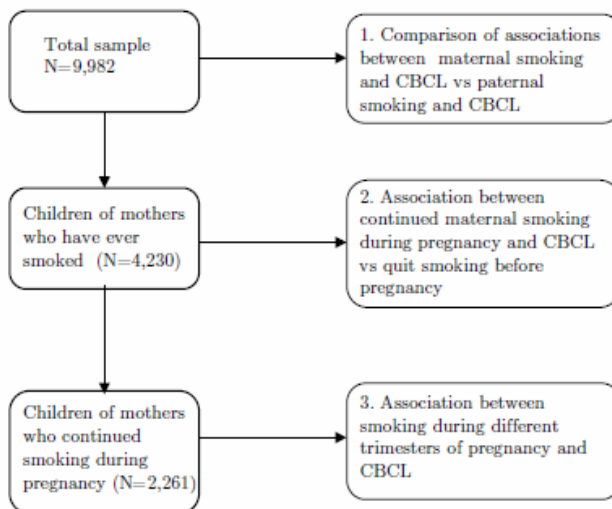 Total sample
N=9,982
1. Comparison of associations
between maternal smoking
and CBCL vs paternal
smoking and CBCL
Children of mothers
who have ever
smoked (N=4,230)
2. Association between
continued maternal smoking
during pregnancy and CBCL
vs quit smoking before
pregnancy
Children of mothers
who continued
smoking during
pregnancy (N=2,261)
3. Association between
smoking during different
trimesters of pregnancy and
CBCL